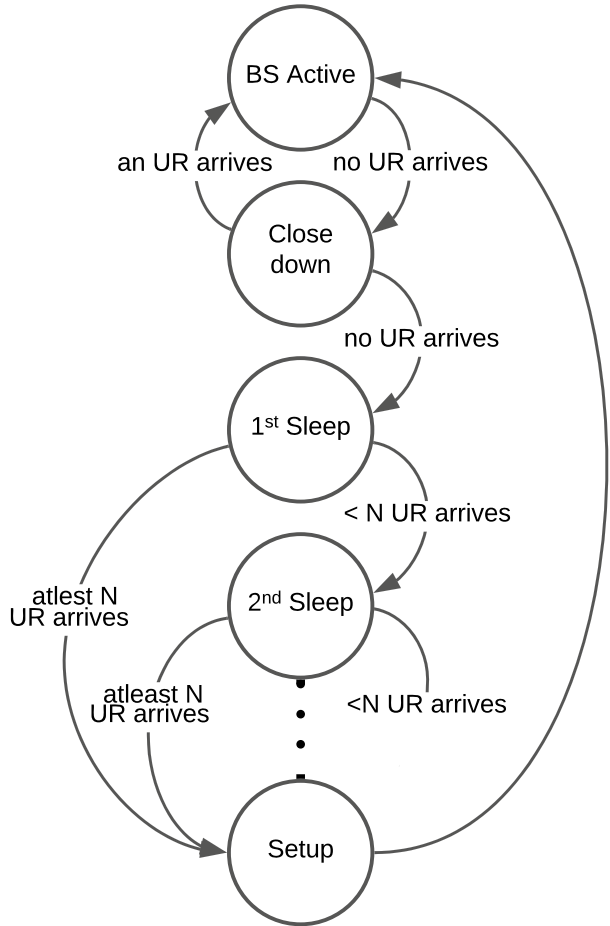 BS Active
an UR arrives
no UR arrives
Close
down
no UR arrives
1st Sleep
< N UR arrives
2nd Sleep
atlest N
UR arrives
atleast N
UR arrives
<N UR arrives
Setup